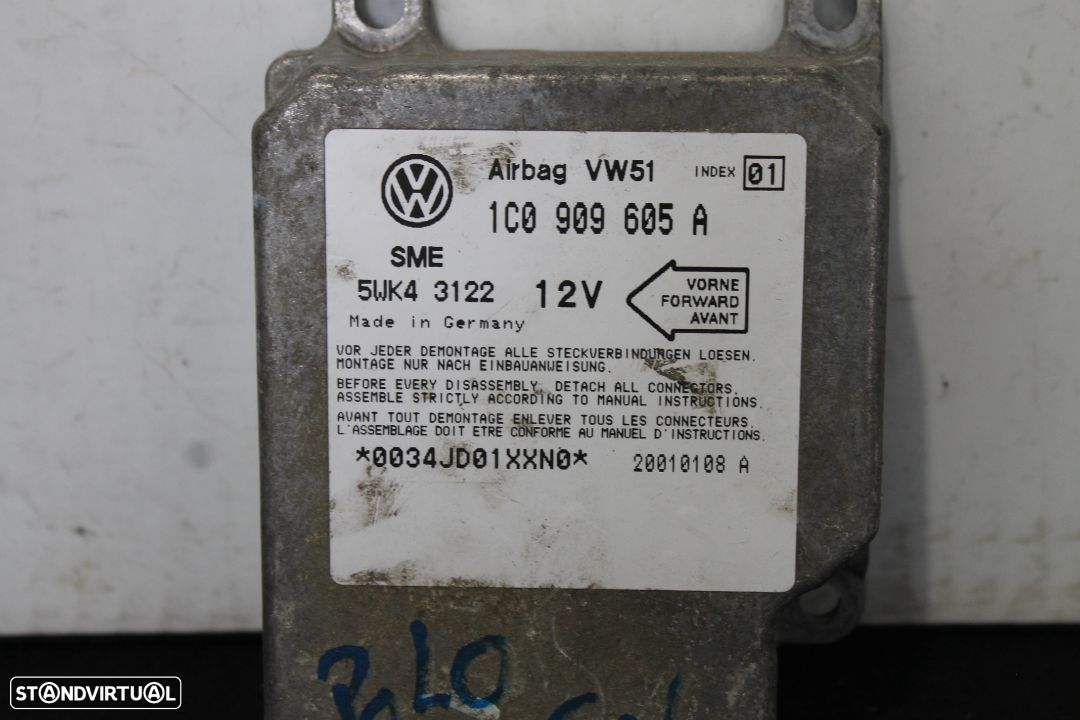 Airbag VW51 INDEX 01
1C0 909 605 A
SME
5WK4 3122 12V
VORNE
FORWARD
AVANT
Made in Germany
VOR JEDER DEMONTAGE ALLE STECKVERBINDUNGEN LOESEN.
MONTAGE NUR NACH EINBAUANWEISUNG.
BEFORE EVERY DISASSEMBLY DETACH ALL CONNECTORS.
ASSEMBLE STRICTLY ACCORDING TO MANUAL INSTRUCTIONS.
AVANT TOUT DEMONTAGE ENLEVER TOUS LES CONNECTEURS.
L'ASSEMBLAGE DOIT ETRE CONFORME AU MANUEL D'INSTRUCTIONS.
*0034JD01XXN0* 20010108 A
POLO
STANDVIRTUAL